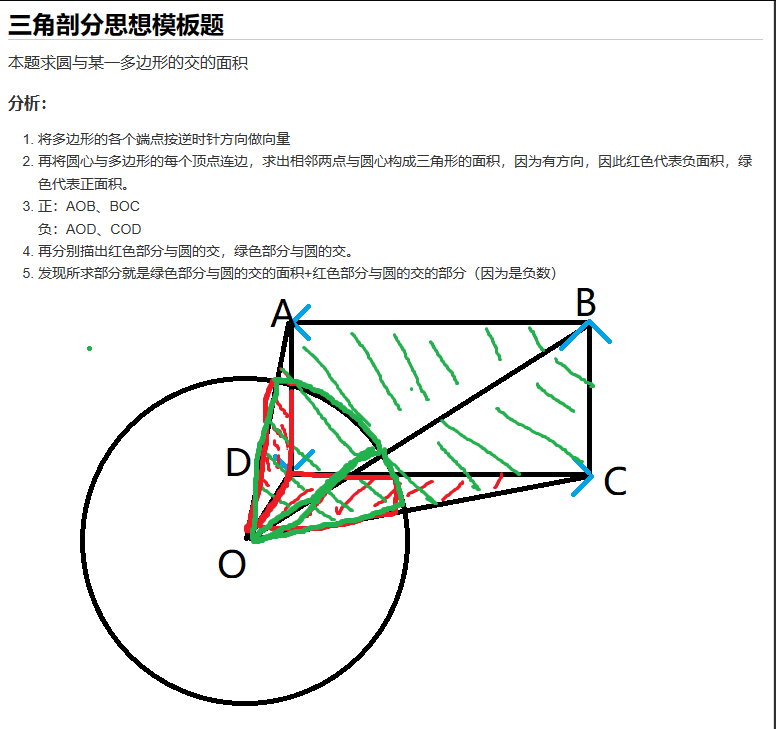 三角剖分思想模板题
本题求圆与某一多边形的交的面积
分析：
1. 将多边形的各个端点按逆时针方向做向量
2. 再将圆心与多边形的每个顶点连边，求出相邻两点与圆心构成三角形的面积，因为有方向，因此红色代表负面积，绿
色代表正面积。
3. 正：AOB、BOC
负：AOD、COD
4. 再分别描出红色部分与圆的交，绿色部分与圆的交。
5. 发现所求部分就是绿色部分与圆的交的面积+红色部分与圆的交的部分（因为是负数）
A
B
D
C
O